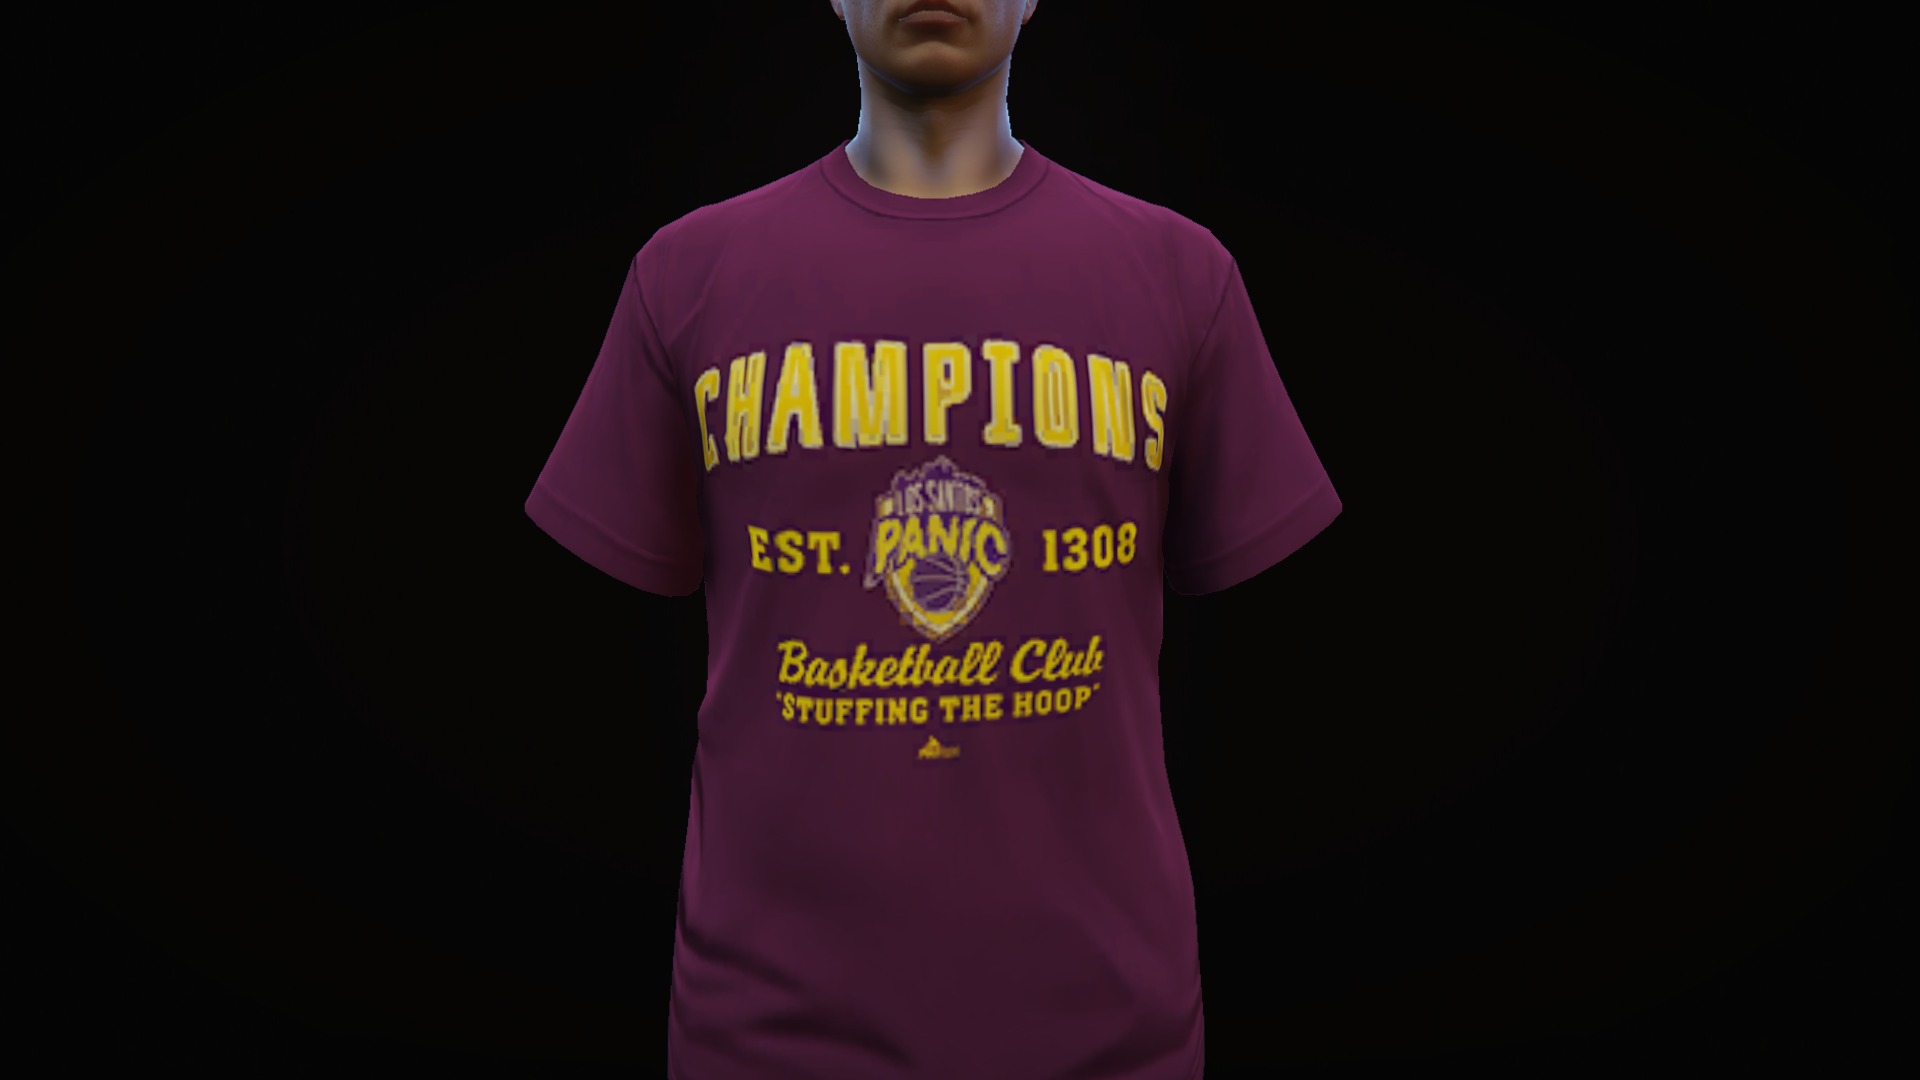 CHAMPIONS
LOS SANTOS
PANIC
EST. 1308
Basketball Club
"STUFFING THE HOOP"